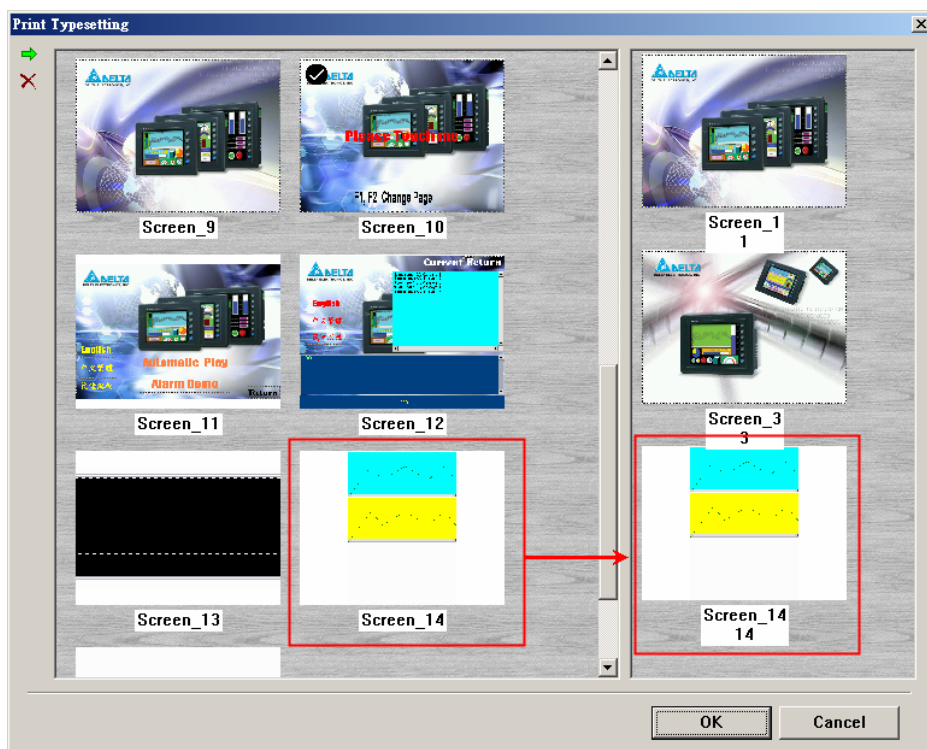 Print Typesetting
DELTA
Screen_9
DELTA
Please Touch me
F1, F2 Change Page
Screen_10
DELTA
Screen_1
1
DELTA
English
Automatic Play
Alarm Demo
Return
Screen_11
DELTA
Current Return
English
Screen_12
DELTA
Screen_3
3
Screen_13
Screen_14
Screen_14
14
OK
Cancel